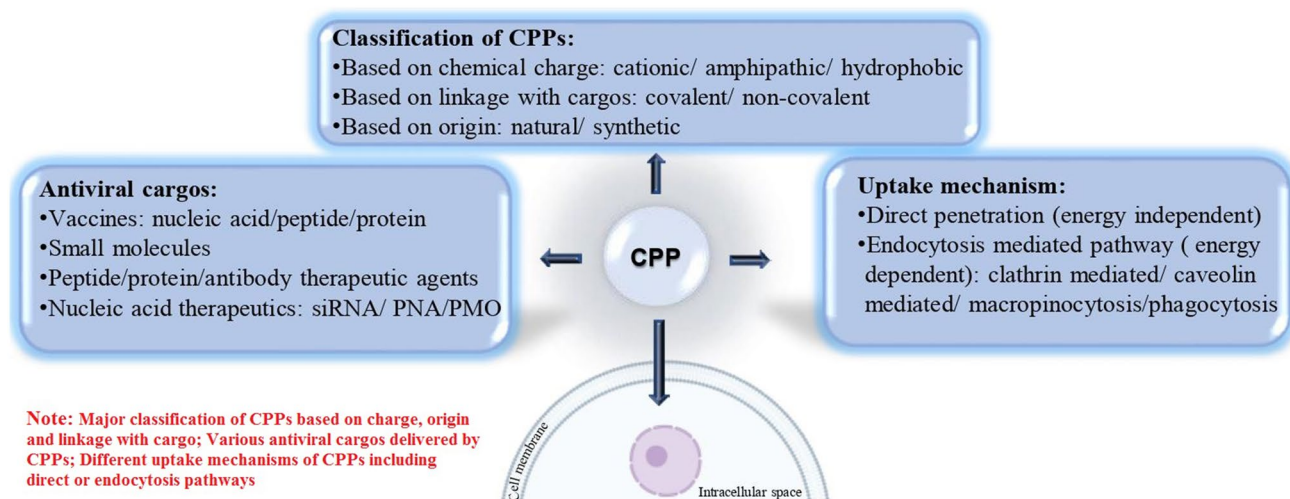 Classification of CPPs:
•Based on chemical charge: cationic/ amphipathic/ hydrophobic
•Based on linkage with cargos: covalent/ non-covalent
•Based on origin: natural/ synthetic
Antiviral cargos:
•Vaccines: nucleic acid/peptide/protein
•Small molecules
•Peptide/protein/antibody therapeutic agents
•Nucleic acid therapeutics: siRNA/ PNA/PMO
CPP
Uptake mechanism:
•Direct penetration (energy independent)
•Endocytosis mediated pathway ( energy
dependent): clathrin mediated/ caveolin
mediated/ macropinocytosis/phagocytosis
Note: Major classification of CPPs based on charge, origin
and linkage with cargo; Various antiviral cargos delivered by
CPPs; Different uptake mechanisms of CPPs including
direct or endocytosis pathways
Cell membrane
Intracellular space